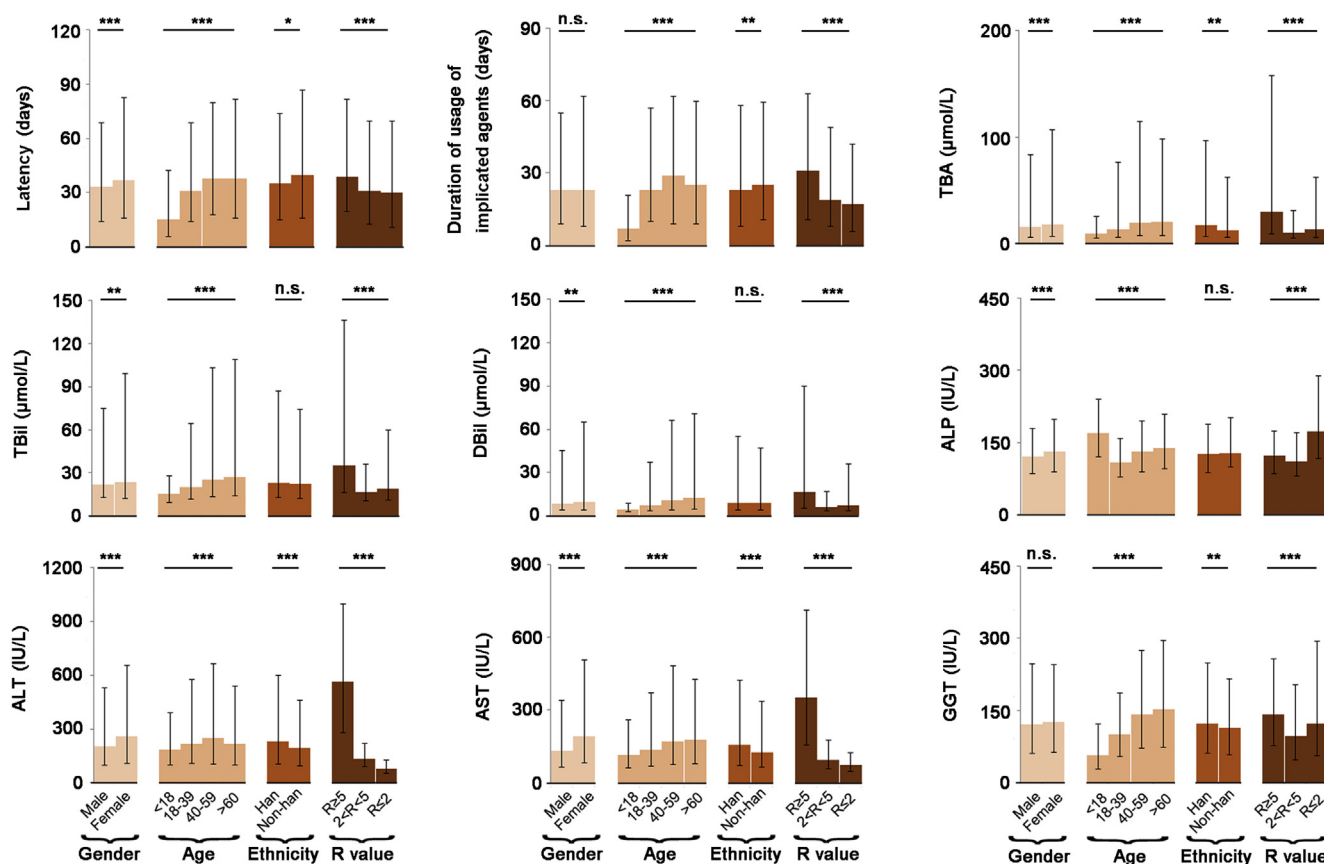 *** *** * ***
120
90
60
30
0
Latency (days)
n.s. *** ** ***
90
60
30
0
Duration of usage of
implicated agents (days)
*** *** ** ***
200
100
0
TBA (µmol/L)
** *** n.s. ***
150
120
90
60
30
0
TBil (µmol/L)
** *** n.s. ***
150
120
90
60
30
0
DBil (µmol/L)
*** *** n.s. ***
450
300
150
0
ALP (IU/L)
*** *** *** ***
1200
900
600
300
0
ALT (IU/L)
Male Female <18 18-39 40-59 >60 Han Non-han R≥5 2<R<5 R≤2
Gender Age Ethnicity R value
*** *** *** ***
900
600
300
0
AST (IU/L)
Male Female <18 18-39 40-59 >60 Han Non-han R≥5 2<R<5 R≤2
Gender Age Ethnicity R value
n.s. *** ** ***
450
300
150
0
GGT (IU/L)
Male Female <18 18-39 40-59 >60 Han Non-han R≥5 2<R<5 R≤2
Gender Age Ethnicity R value